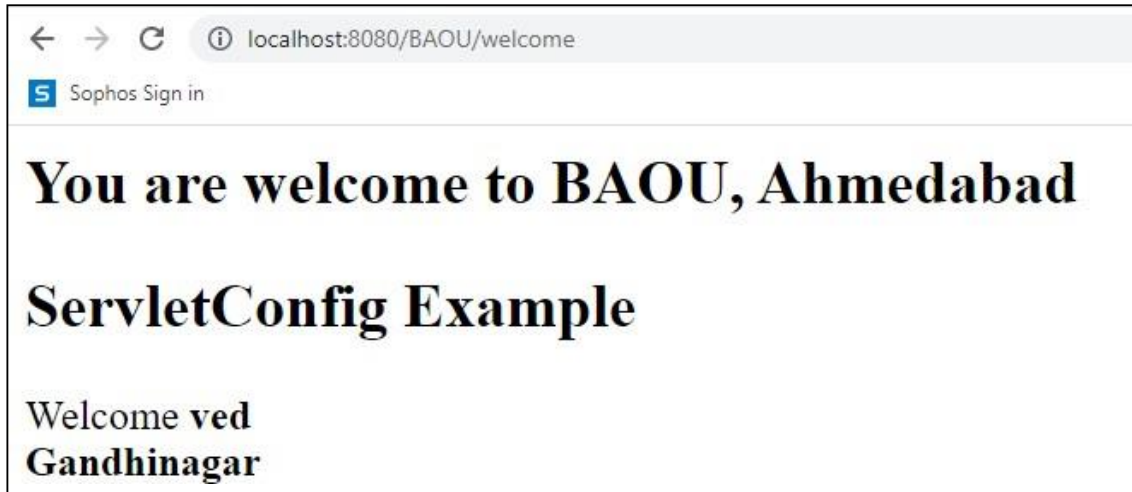 localhost:8080/BAOU/welcome
S Sophos Sign in
You are welcome to BAOU, Ahmedabad
ServletConfig Example
Welcome ved
Gandhinagar